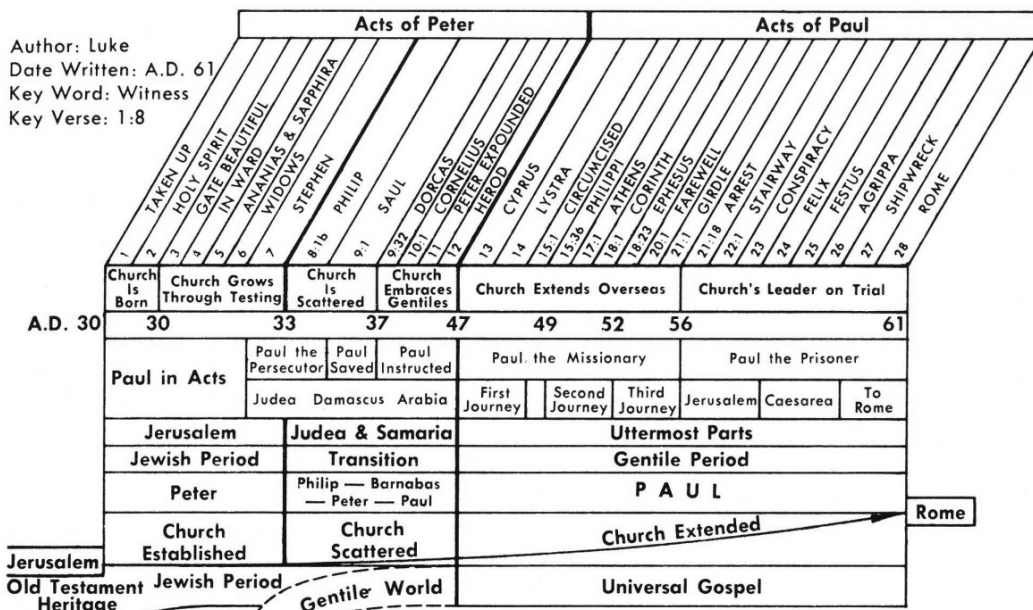 Acts of Peter
Acts of Paul
Author: Luke
Date Written: A.D. 61
Key Word: Witness
Key Verse: 1:8
TAKEN UP
HOLY SPIRIT
GATE BEAUTIFUL
IN WARD
ANANIAS & SAPPHIRA
WIDOWS
STEPHEN
PHILIP
SAUL
DORCAS
CORNELIUS
PETER EXPOUNDED
HEROD
CYPRUS
LYSTRA
CIRCUMCISED
PHILIPPI
ATHENS
CORINTH
EPHESUS
FAREWELL
GIRDLE
ARREST
STAIRWAY
CONSPIRACY
FELIX
FESTUS
AGRIPPA
SHIPWRECK
ROME
1 2 3 4 5 6 7 8:1b 9:1 9:32 10:1 11 12 13 14 15:1 15:36 17:1 18:1 18:23 20:1 21:1 21:18 22:1 23 24 25 26 27 28
Church
Is
Born
Church Grows
Through Testing
Church
Is
Scattered
Church
Embraces
Gentiles
Church Extends Overseas
Church's Leader on Trial
A.D. 30 30 33 37 47 49 52 56 61
Paul in Acts
Paul the
Persecutor
Paul
Saved
Paul
Instructed
Paul the Missionary
Paul the Prisoner
Judea Damascus Arabia
First
Journey
Second
Journey
Third
Journey
Jerusalem
Caesarea
To
Rome
Jerusalem
Judea & Samaria
Uttermost Parts
Jewish Period
Transition
Gentile Period
Peter
Philip — Barnabas
— Peter — Paul
PAUL
Church
Established
Church
Scattered
Church Extended
Rome
Jerusalem
Old Testament
Heritage
Jewish Period
Gentile World
Universal Gospel